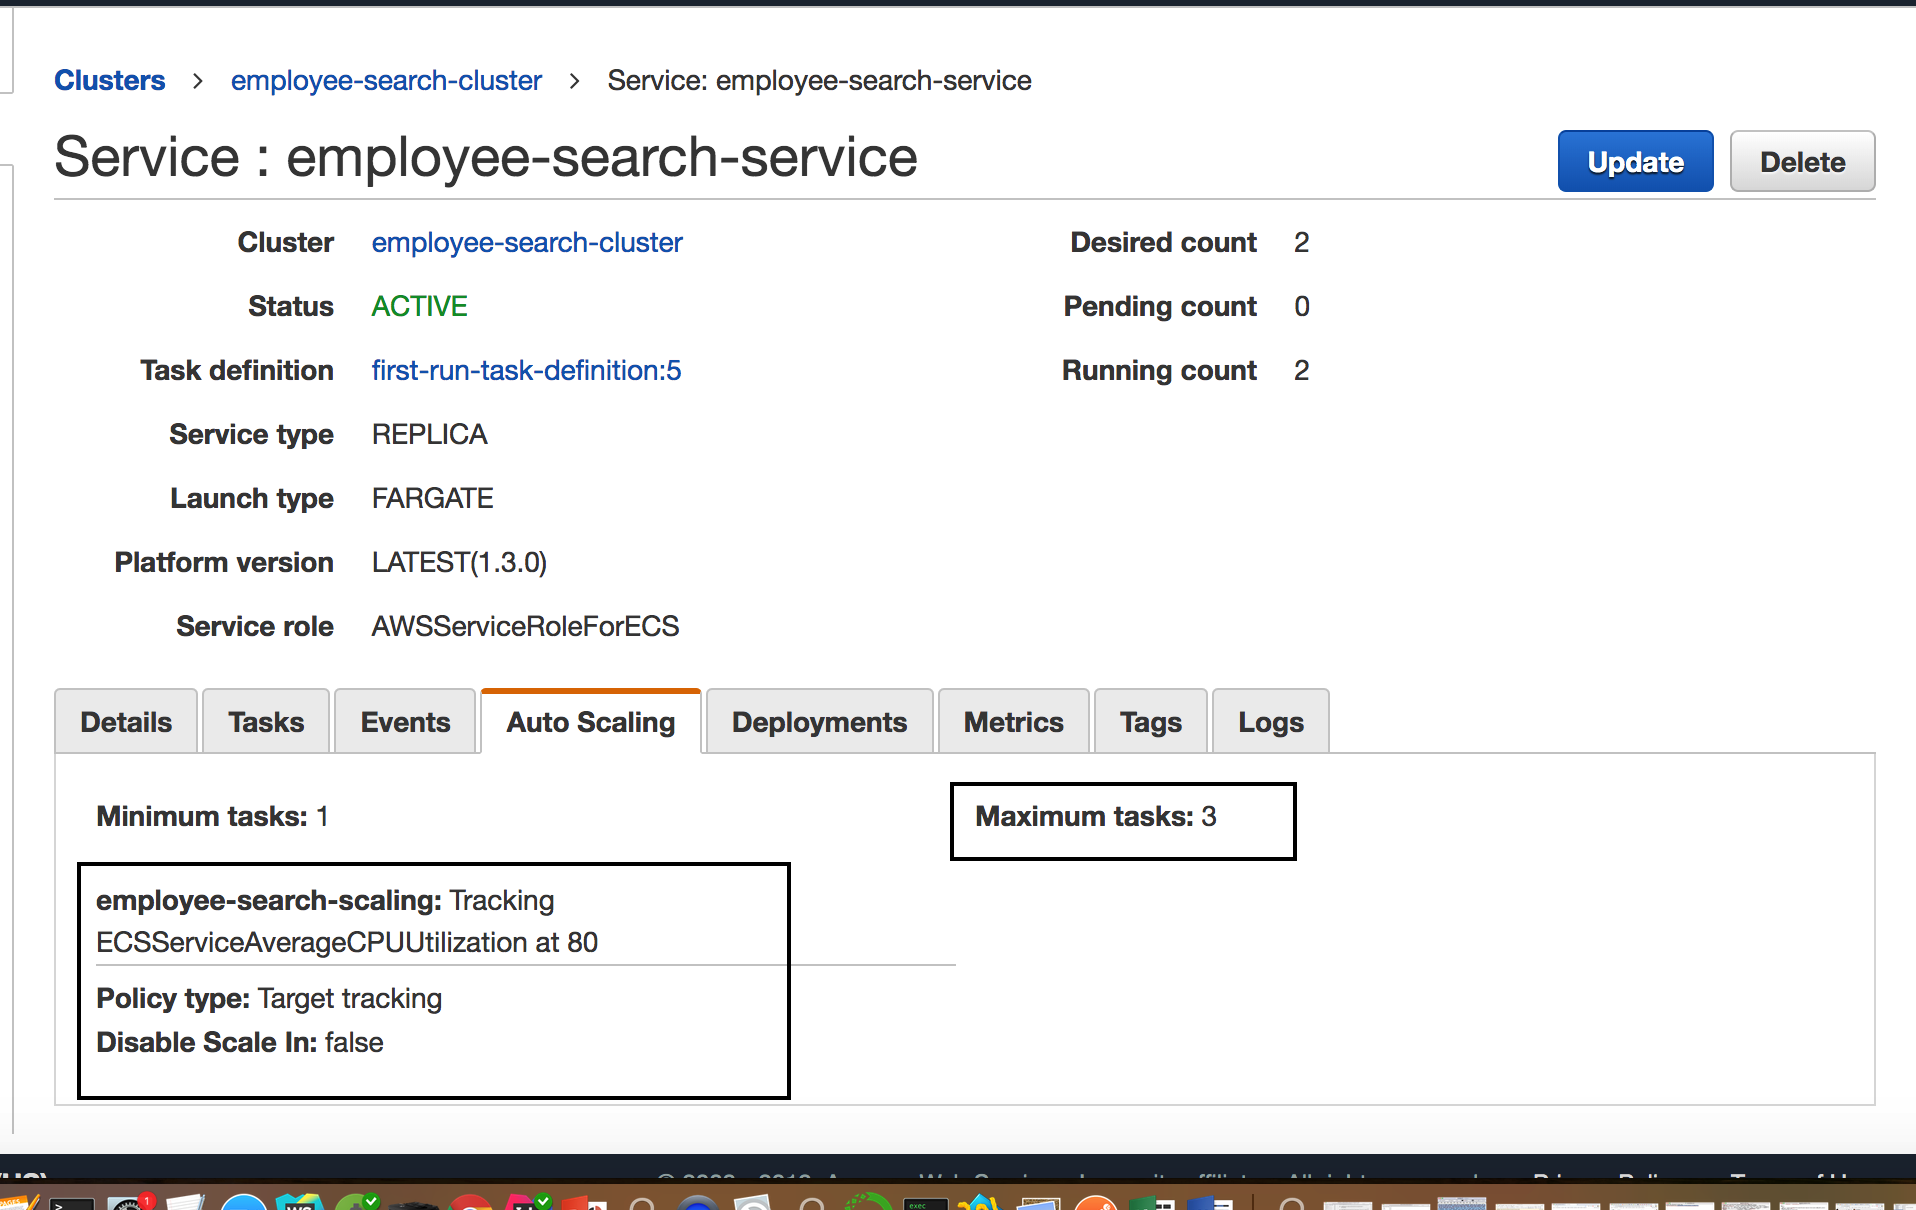 Clusters > employee-search-cluster > Service: employee-search-service
Service : employee-search-service
Update
Delete
Cluster employee-search-cluster
Desired count 2
Status ACTIVE
Pending count 0
Task definition first-run-task-definition:5
Running count 2
Service type REPLICA
Launch type FARGATE
Platform version LATEST(1.3.0)
Service role AWSServiceRoleForECS
Details Tasks Events Auto Scaling Deployments Metrics Tags Logs
Minimum tasks: 1
Maximum tasks: 3
employee-search-scaling: Tracking
ECSServiceAverageCPUUtilization at 80
Policy type: Target tracking
Disable Scale In: false